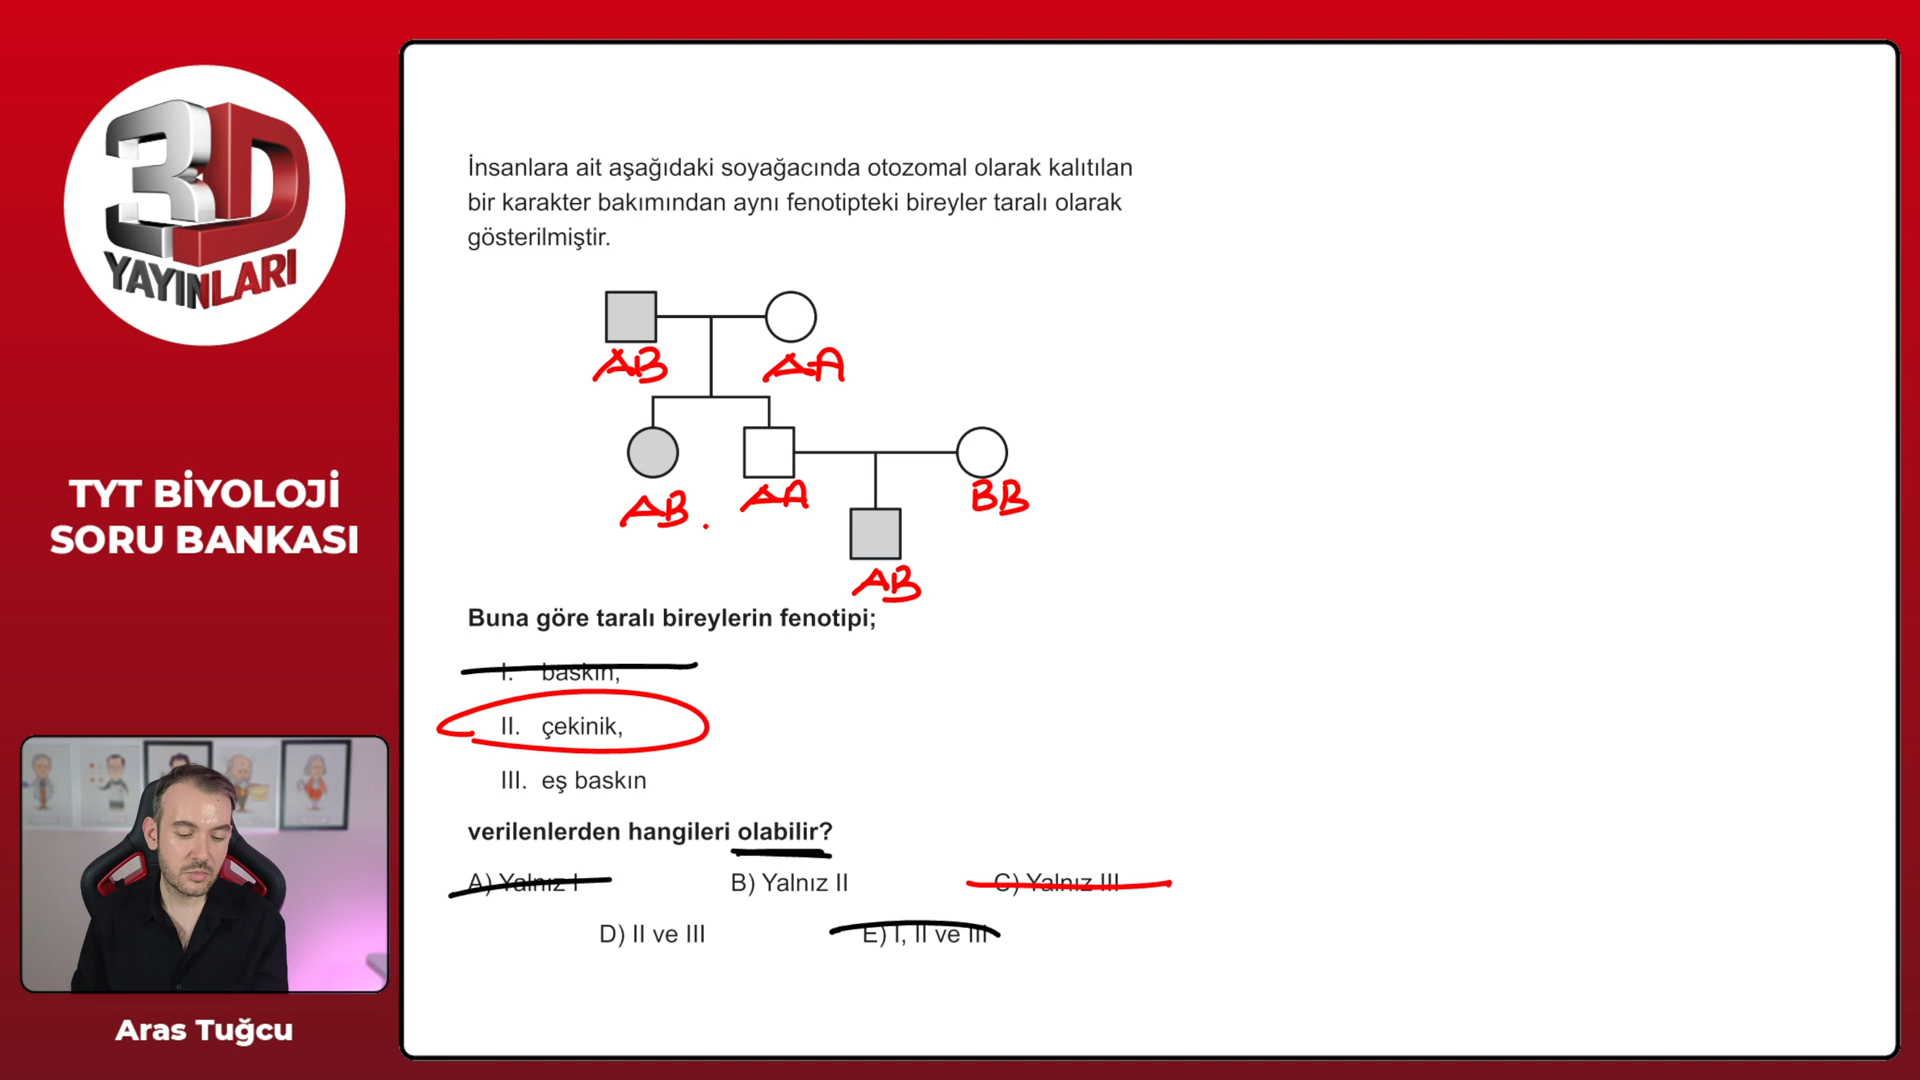 3D
YAYINLARI
TYT BİYOLOJİ
SORU BANKASI
Aras Tuğcu
İnsanlara ait aşağıdaki soyağacında otozomal olarak kalıtılan
bir karakter bakımından aynı fenotipteki bireyler taralı olarak
gösterilmiştir.
AB AA
AB. AA BB
AB
Buna göre taralı bireylerin fenotipi;
I. baskın,
II. çekinik,
III. eş baskın
verilenlerden hangileri olabilir?
A) Yalnız I B) Yalnız II C) Yalnız III
D) II ve III E) I, II ve III